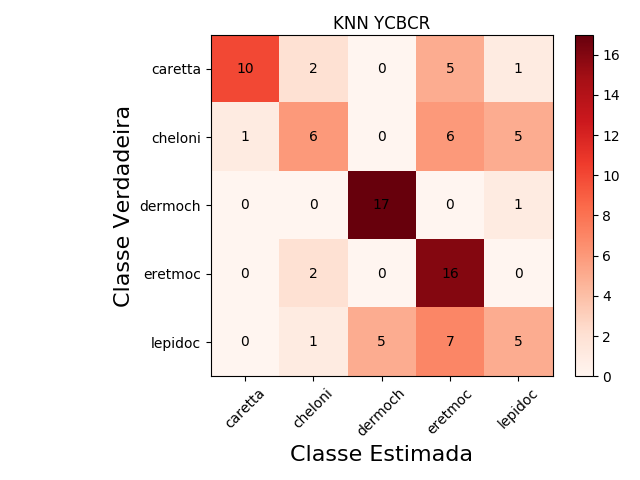 KNN YCBCR
Classe Verdadeira
caretta 10 2 0 5 1
cheloni 1 6 0 6 5
dermoch 0 0 17 0 1
eretmoc 0 2 0 16 0
lepidoc 0 1 5 7 5
caretta cheloni dermoch eretmoc lepidoc
Classe Estimada
16
14
12
10
8
6
4
2
0